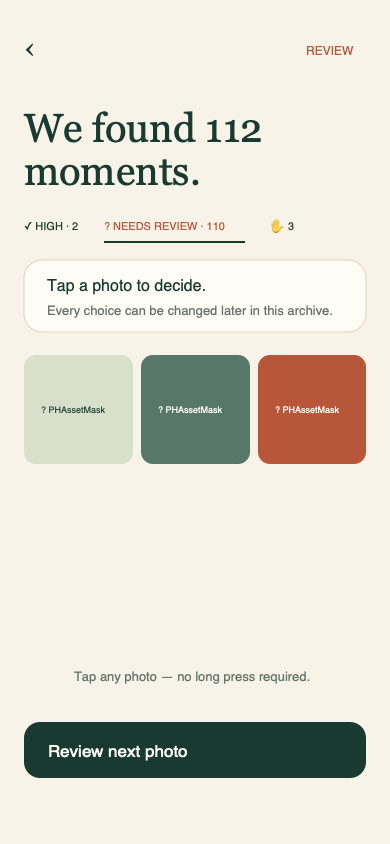 REVIEW
We found 112
moments.
✓ HIGH · 2 ? NEEDS REVIEW · 110 ✋ 3
Tap a photo to decide.
Every choice can be changed later in this archive.
? PHAssetMask ? PHAssetMask ? PHAssetMask
Tap any photo — no long press required.
Review next photo